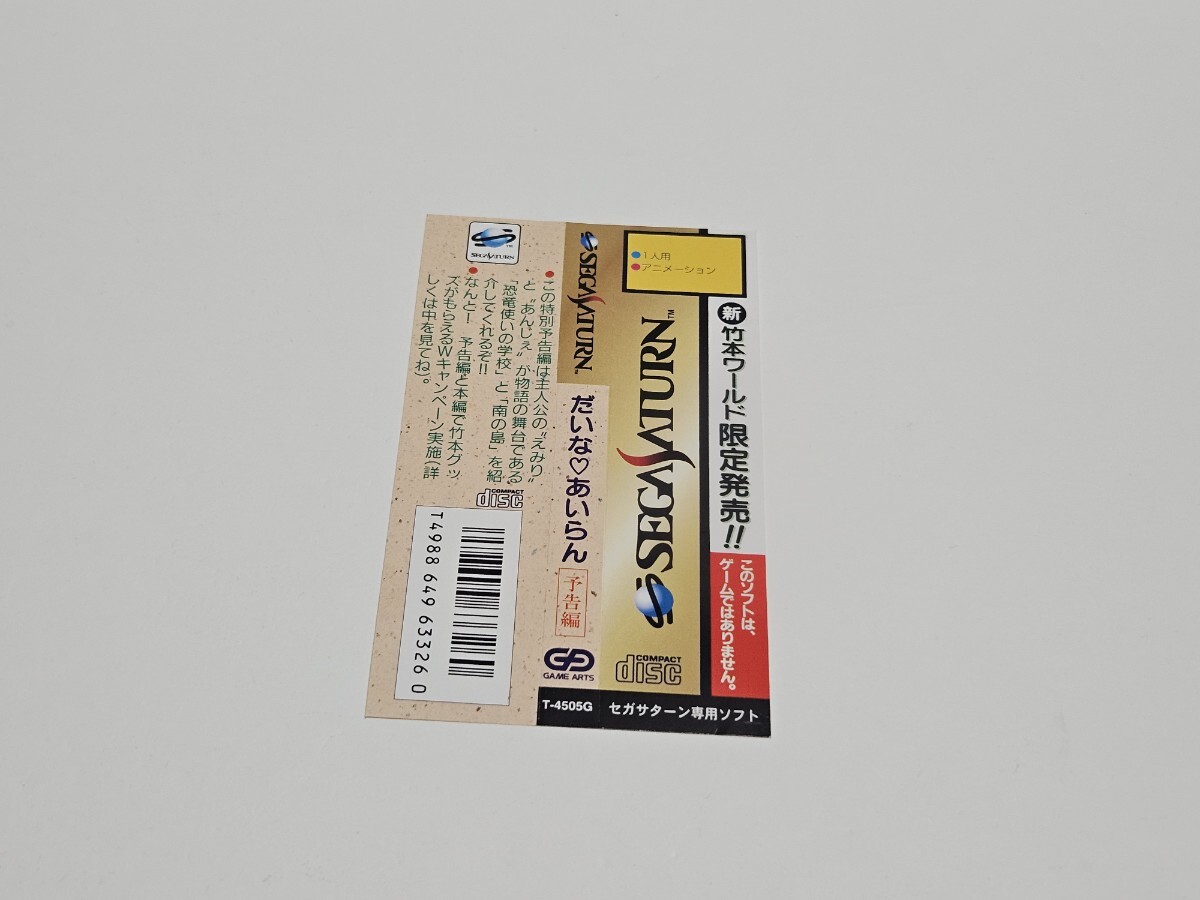 SEGA SATURN™
●この特別予告編は主人公の“えみり”
と“あんじぇ”が物語の舞台である
「恐竜使いの学校」と「南の島」を紹
介してくれるぞ!!
●なんと！ 予告編と本編で竹本グッ
ズがもらえるWキャンペーン実施（詳
しくは中を見てね）。
COMPACT
disc
T4988 649 633260
SEGA SATURN™
だいな♡あいらん
予告編
GAME ARTS
T-4505G
●1人用
●アニメーション
SEGA SATURN™
COMPACT
disc
セガサターン専用ソフト
新竹本ワールド限定発売!!
このソフトは、
ゲームではありません。